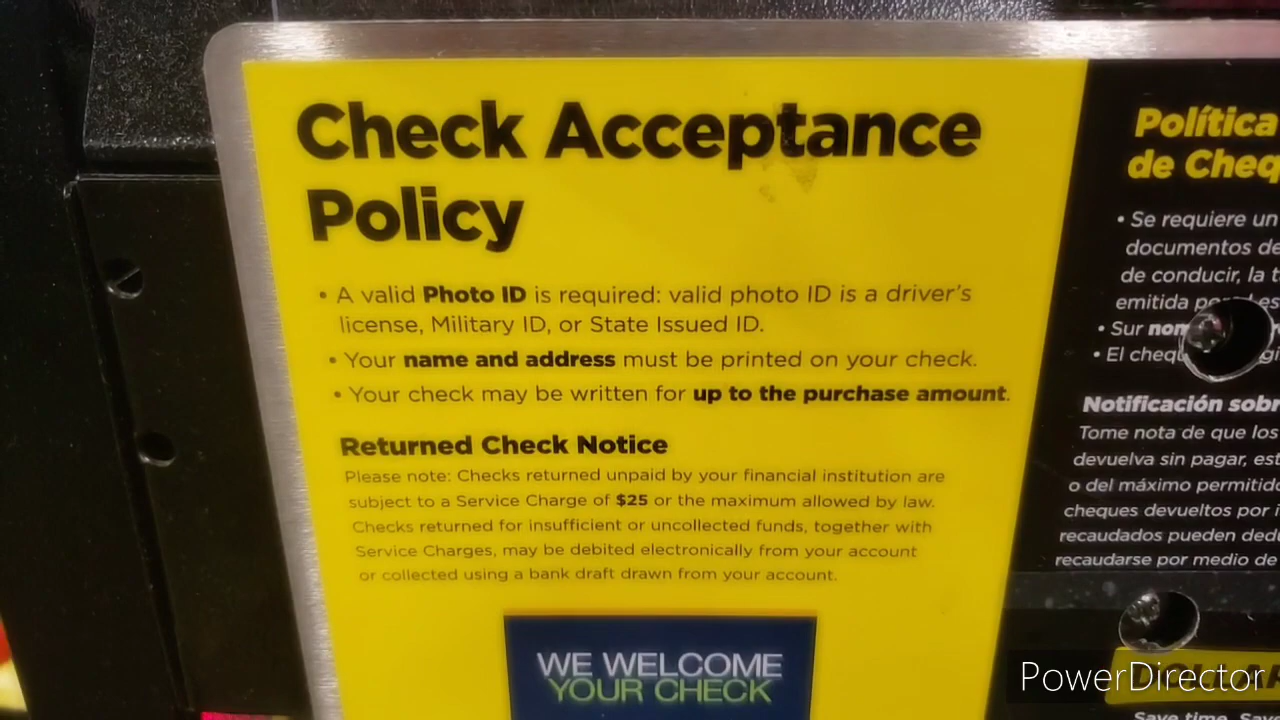 Check Acceptance
Policy
• A valid Photo ID is required: valid photo ID is a driver's
license, Military ID, or State Issued ID.
• Your name and address must be printed on your check.
• Your check may be written for up to the purchase amount.
Returned Check Notice
Please note: Checks returned unpaid by your financial institution are
subject to a Service Charge of $25 or the maximum allowed by law.
Checks returned for insufficient or uncollected funds, together with
Service Charges, may be debited electronically from your account
or collected using a bank draft drawn from your account.
WE WELCOME
YOUR CHECK
Política
de
• Se requiere un
documentos de
de conducir, la
emitida
• Sur
• El
Notificación
Tome nota de que los
devuelva sin pagar,
o del máximo
cheques devueltos por
recaudados pueden
recaudarse por medio de
Save time.
PowerDirector